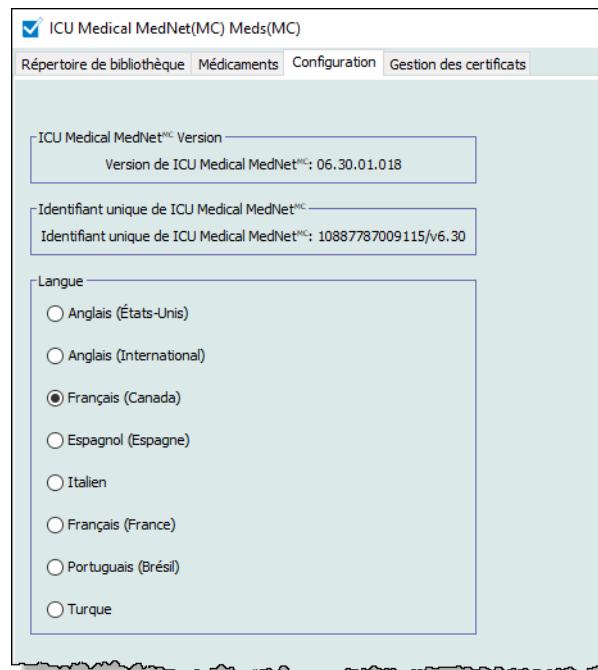 ICU Medical MedNet(MC) Meds(MC)
Répertoire de bibliothèque Médicaments Configuration Gestion des certificats
ICU Medical MedNetᴹᶜ Version
Version de ICU Medical MedNetᴹᶜ: 06.30.01.018
Identifiant unique de ICU Medical MedNetᴹᶜ
Identifiant unique de ICU Medical MedNetᴹᶜ: 10887787009115/v6.30
Langue
Anglais (États-Unis)
Anglais (International)
Français (Canada)
Espagnol (Espagne)
Italien
Français (France)
Portuguais (Brésil)
Turque